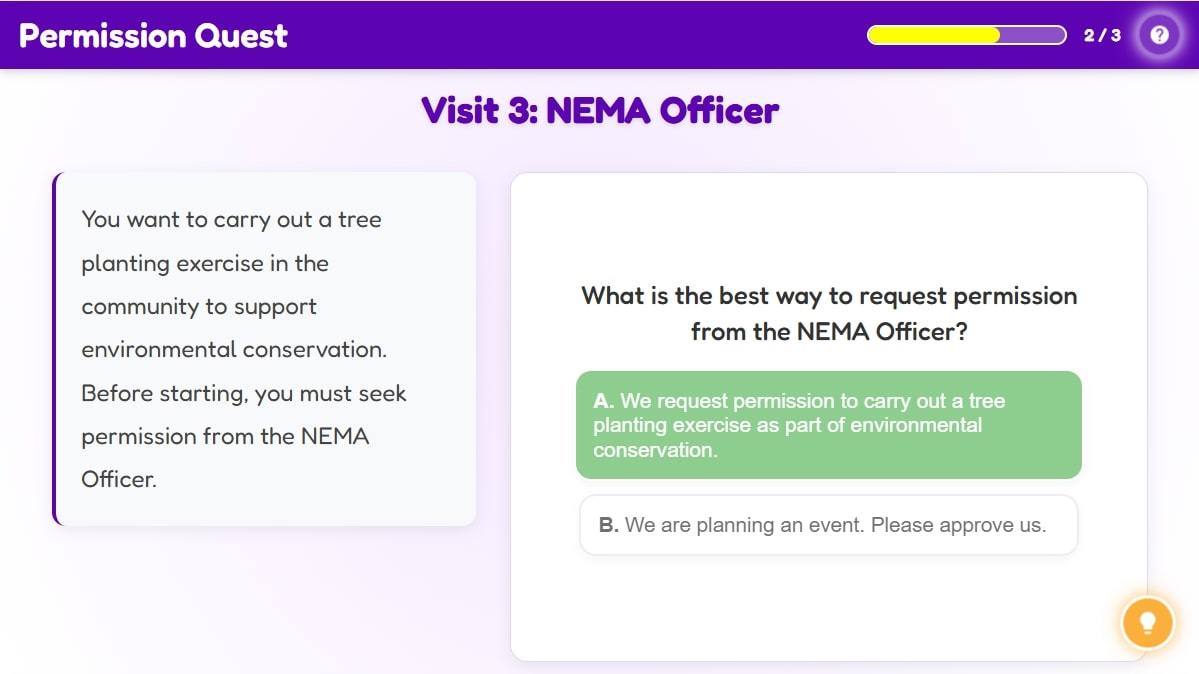 Permission Quest
2 / 3
?
Visit 3: NEMA Officer
You want to carry out a tree
planting exercise in the
community to support
environmental conservation.
Before starting, you must seek
permission from the NEMA
Officer.
What is the best way to request permission
from the NEMA Officer?
A. We request permission to carry out a tree
planting exercise as part of environmental
conservation.
B. We are planning an event. Please approve us.